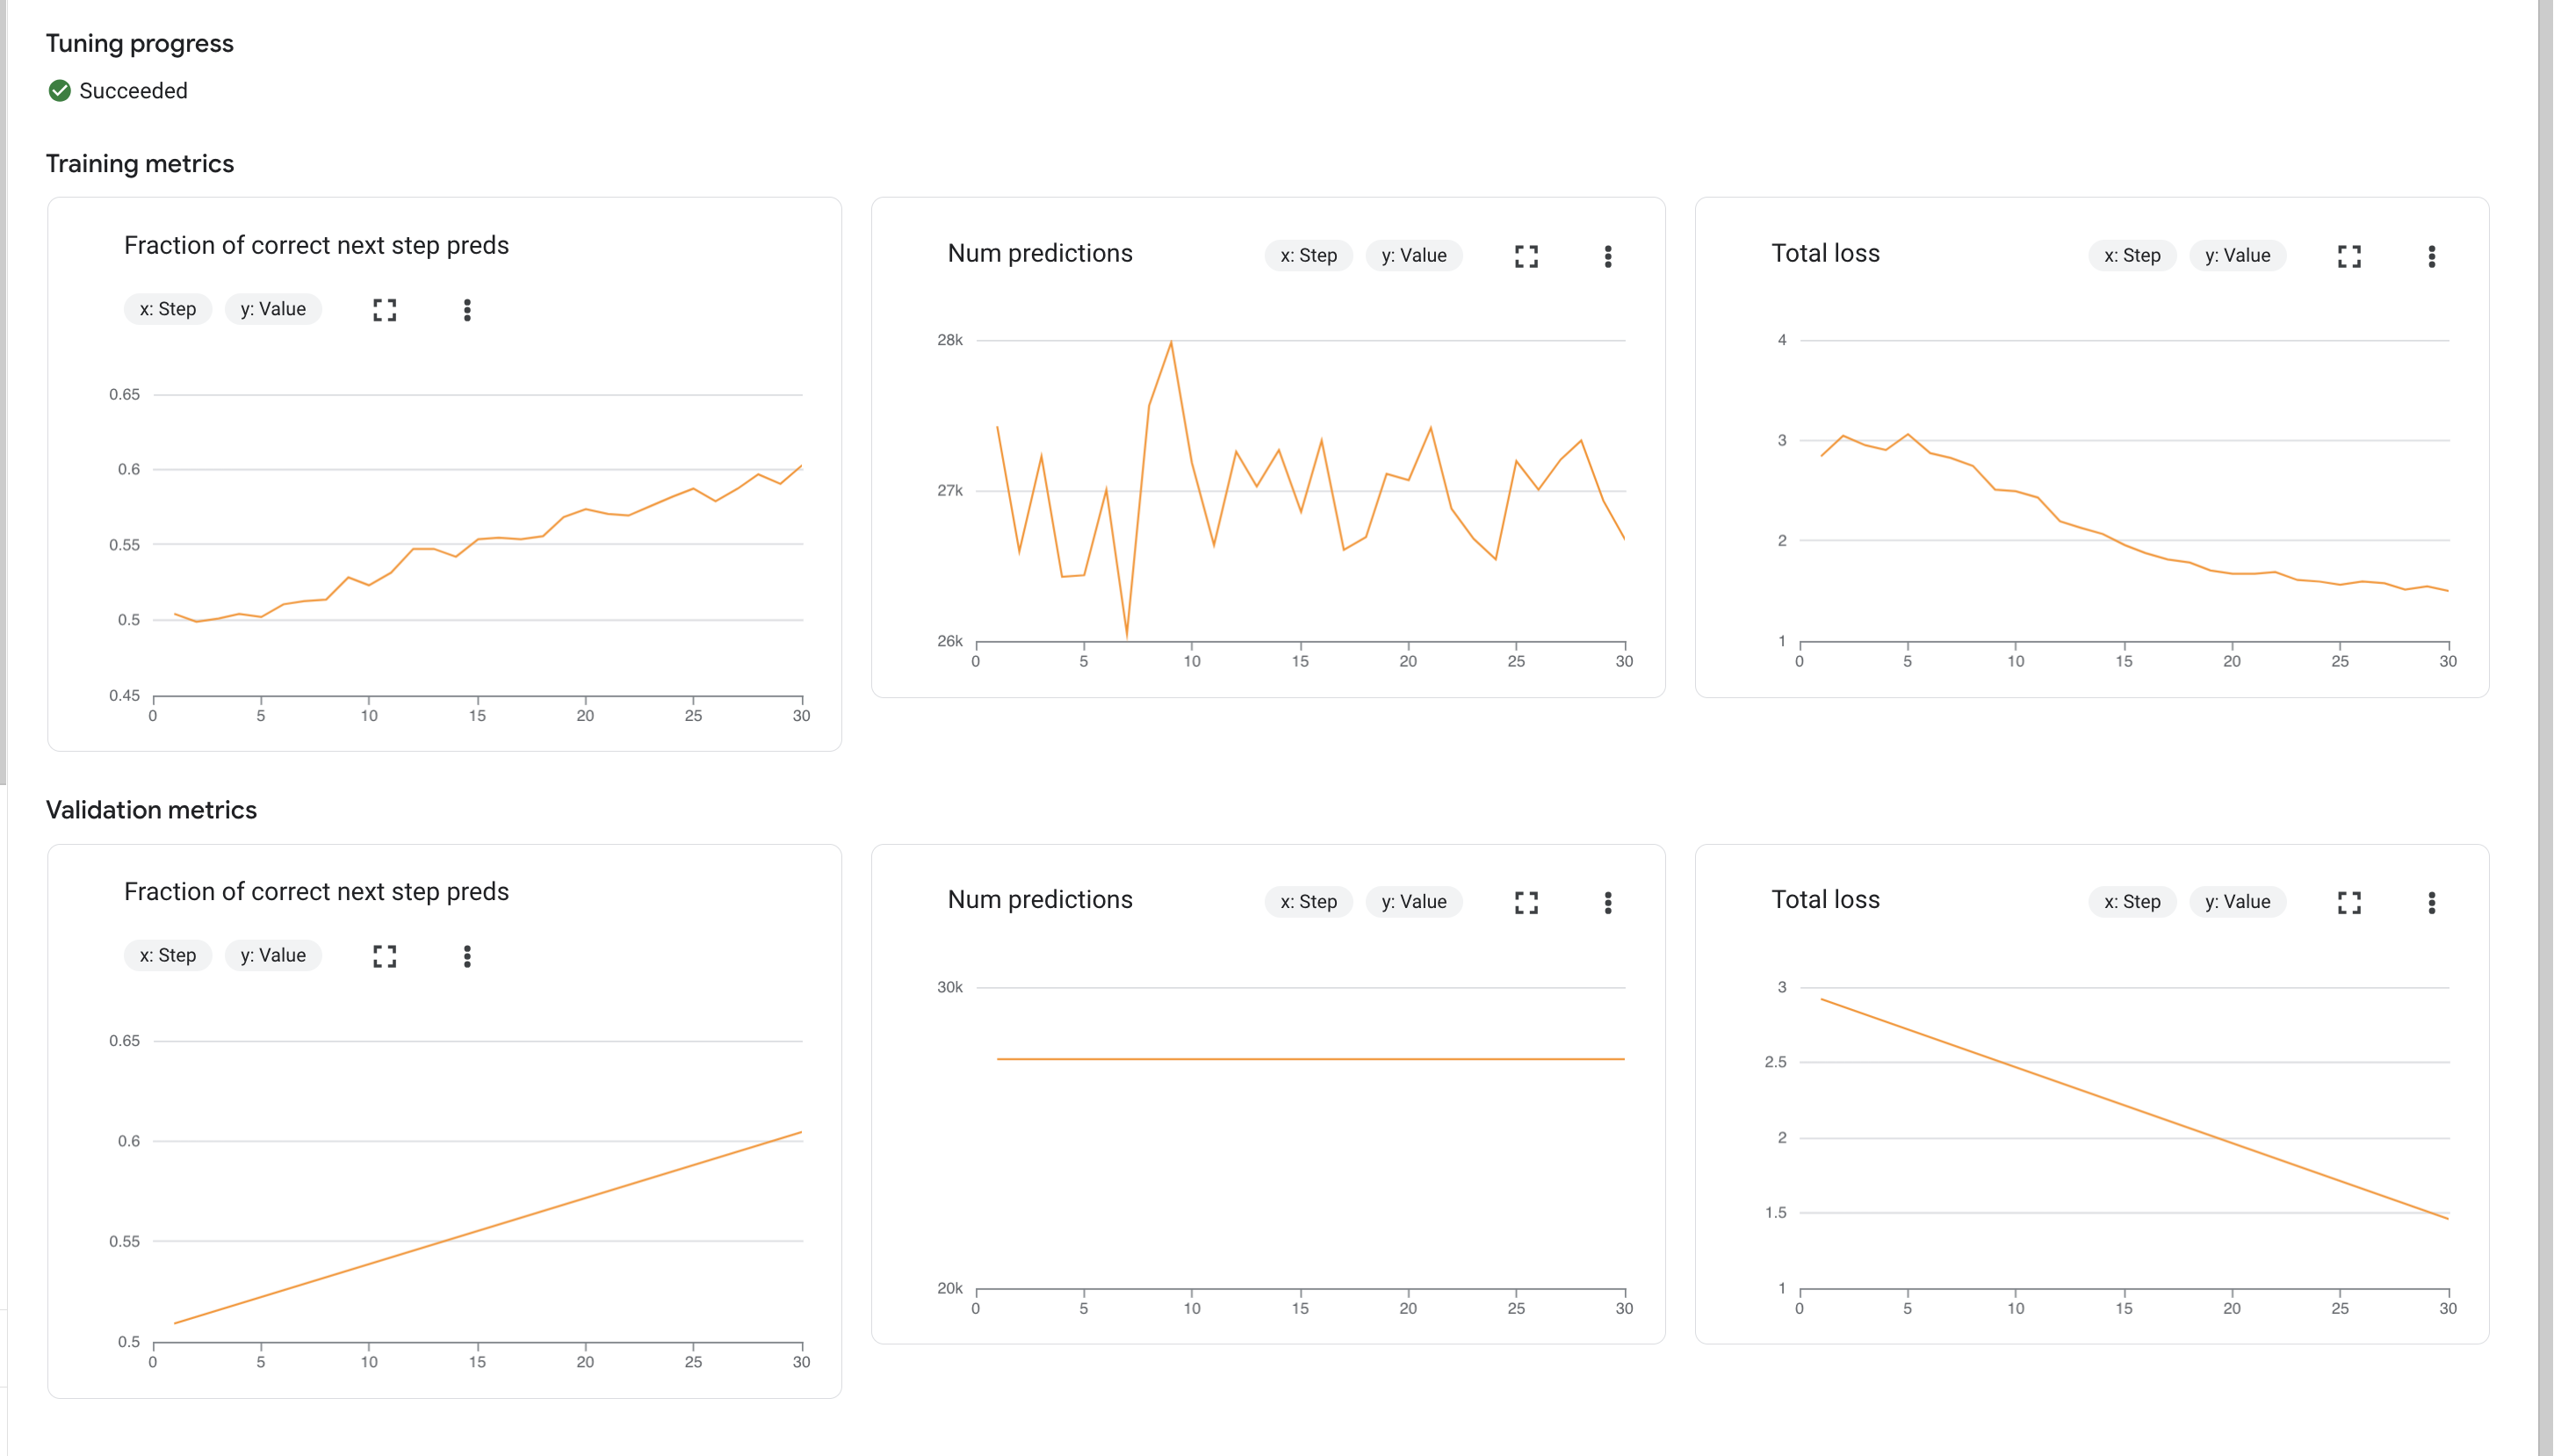 Tuning progress
Succeeded
Training metrics
Fraction of correct next step preds
x: Step y: Value
0.65
0.6
0.55
0.5
0.45
0 5 10 15 20 25 30
Num predictions x: Step y: Value
28k
27k
26k
0 5 10 15 20 25 30
Total loss x: Step y: Value
4
3
2
1
0 5 10 15 20 25 30
Validation metrics
Fraction of correct next step preds
x: Step y: Value
0.65
0.6
0.55
0.5
0 5 10 15 20 25 30
Num predictions x: Step y: Value
30k
20k
0 5 10 15 20 25 30
Total loss x: Step y: Value
3
2.5
2
1.5
1
0 5 10 15 20 25 30